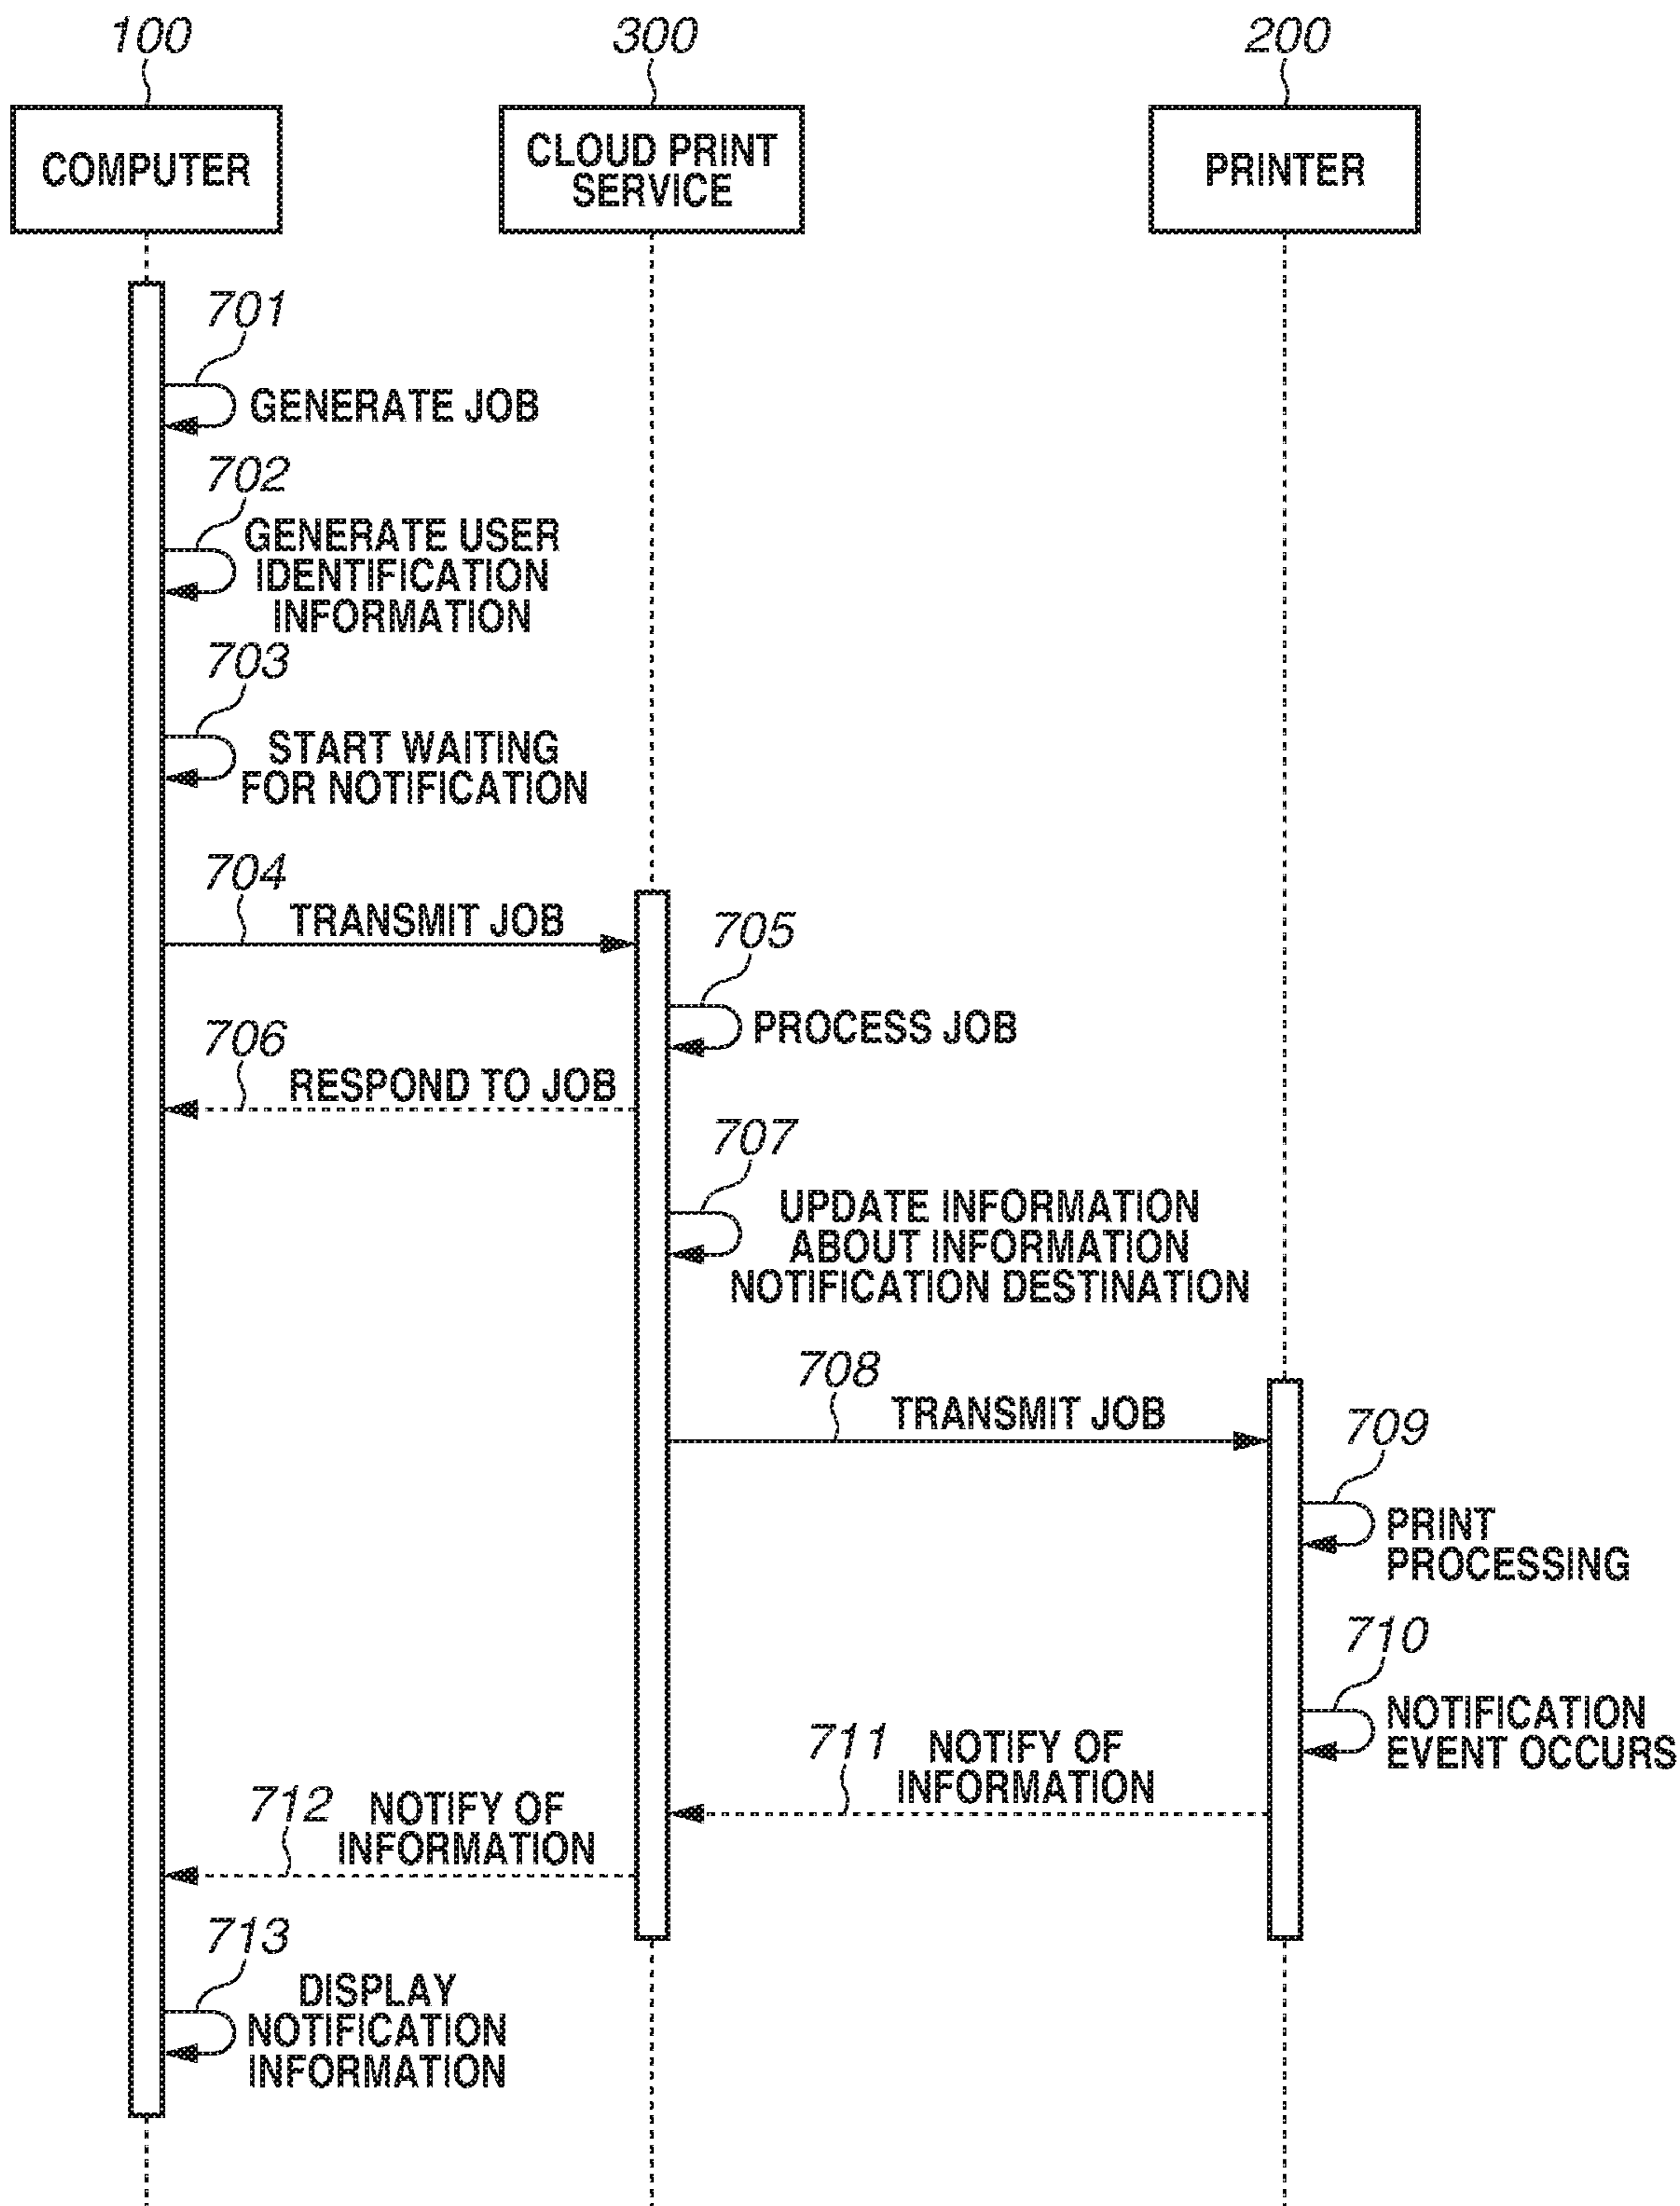 100
300
200
COMPUTER
CLOUD PRINT
SERVICE
PRINTER
701
GENERATE JOB
702
GENERATE USER
IDENTIFICATION
INFORMATION
703
START WAITING
FOR NOTIFICATION
704
TRANSMIT JOB
705
PROCESS JOB
706
RESPOND TO JOB
707
UPDATE INFORMATION
ABOUT INFORMATION
NOTIFICATION DESTINATION
708
TRANSMIT JOB
709
PRINT
PROCESSING
710
NOTIFICATION
EVENT OCCURS
711
NOTIFY OF
INFORMATION
712
NOTIFY OF
INFORMATION
713
DISPLAY
NOTIFICATION
INFORMATION